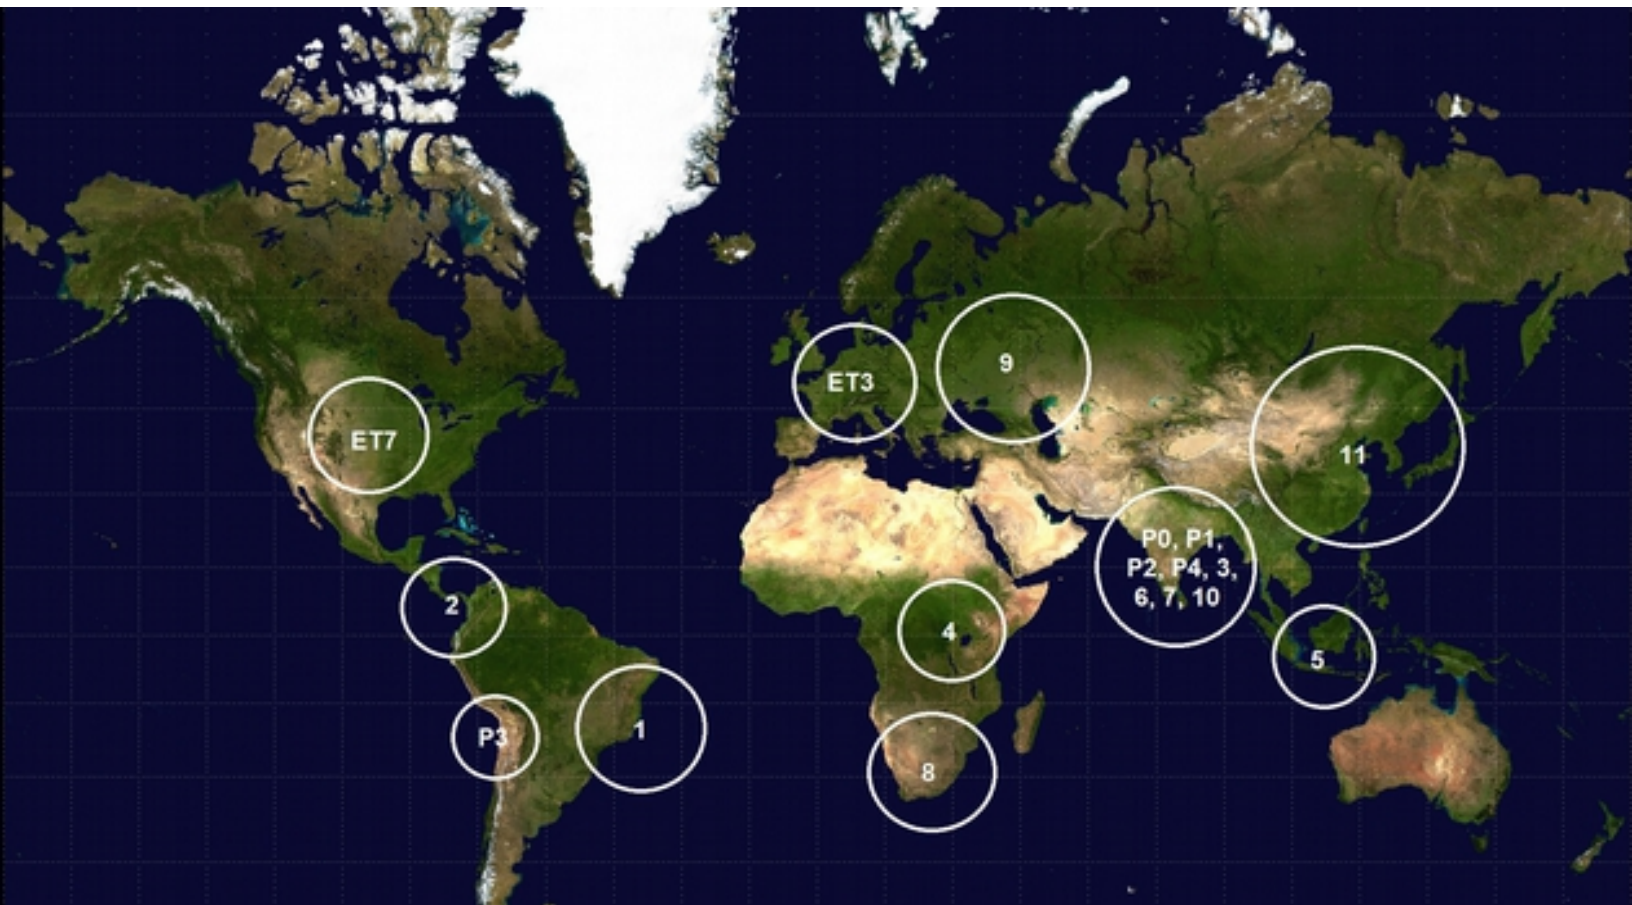 9
ET3
ET7
11
P0, P1,
P2, P4, 3,
6, 7, 10
2
4
5
P3
1
8